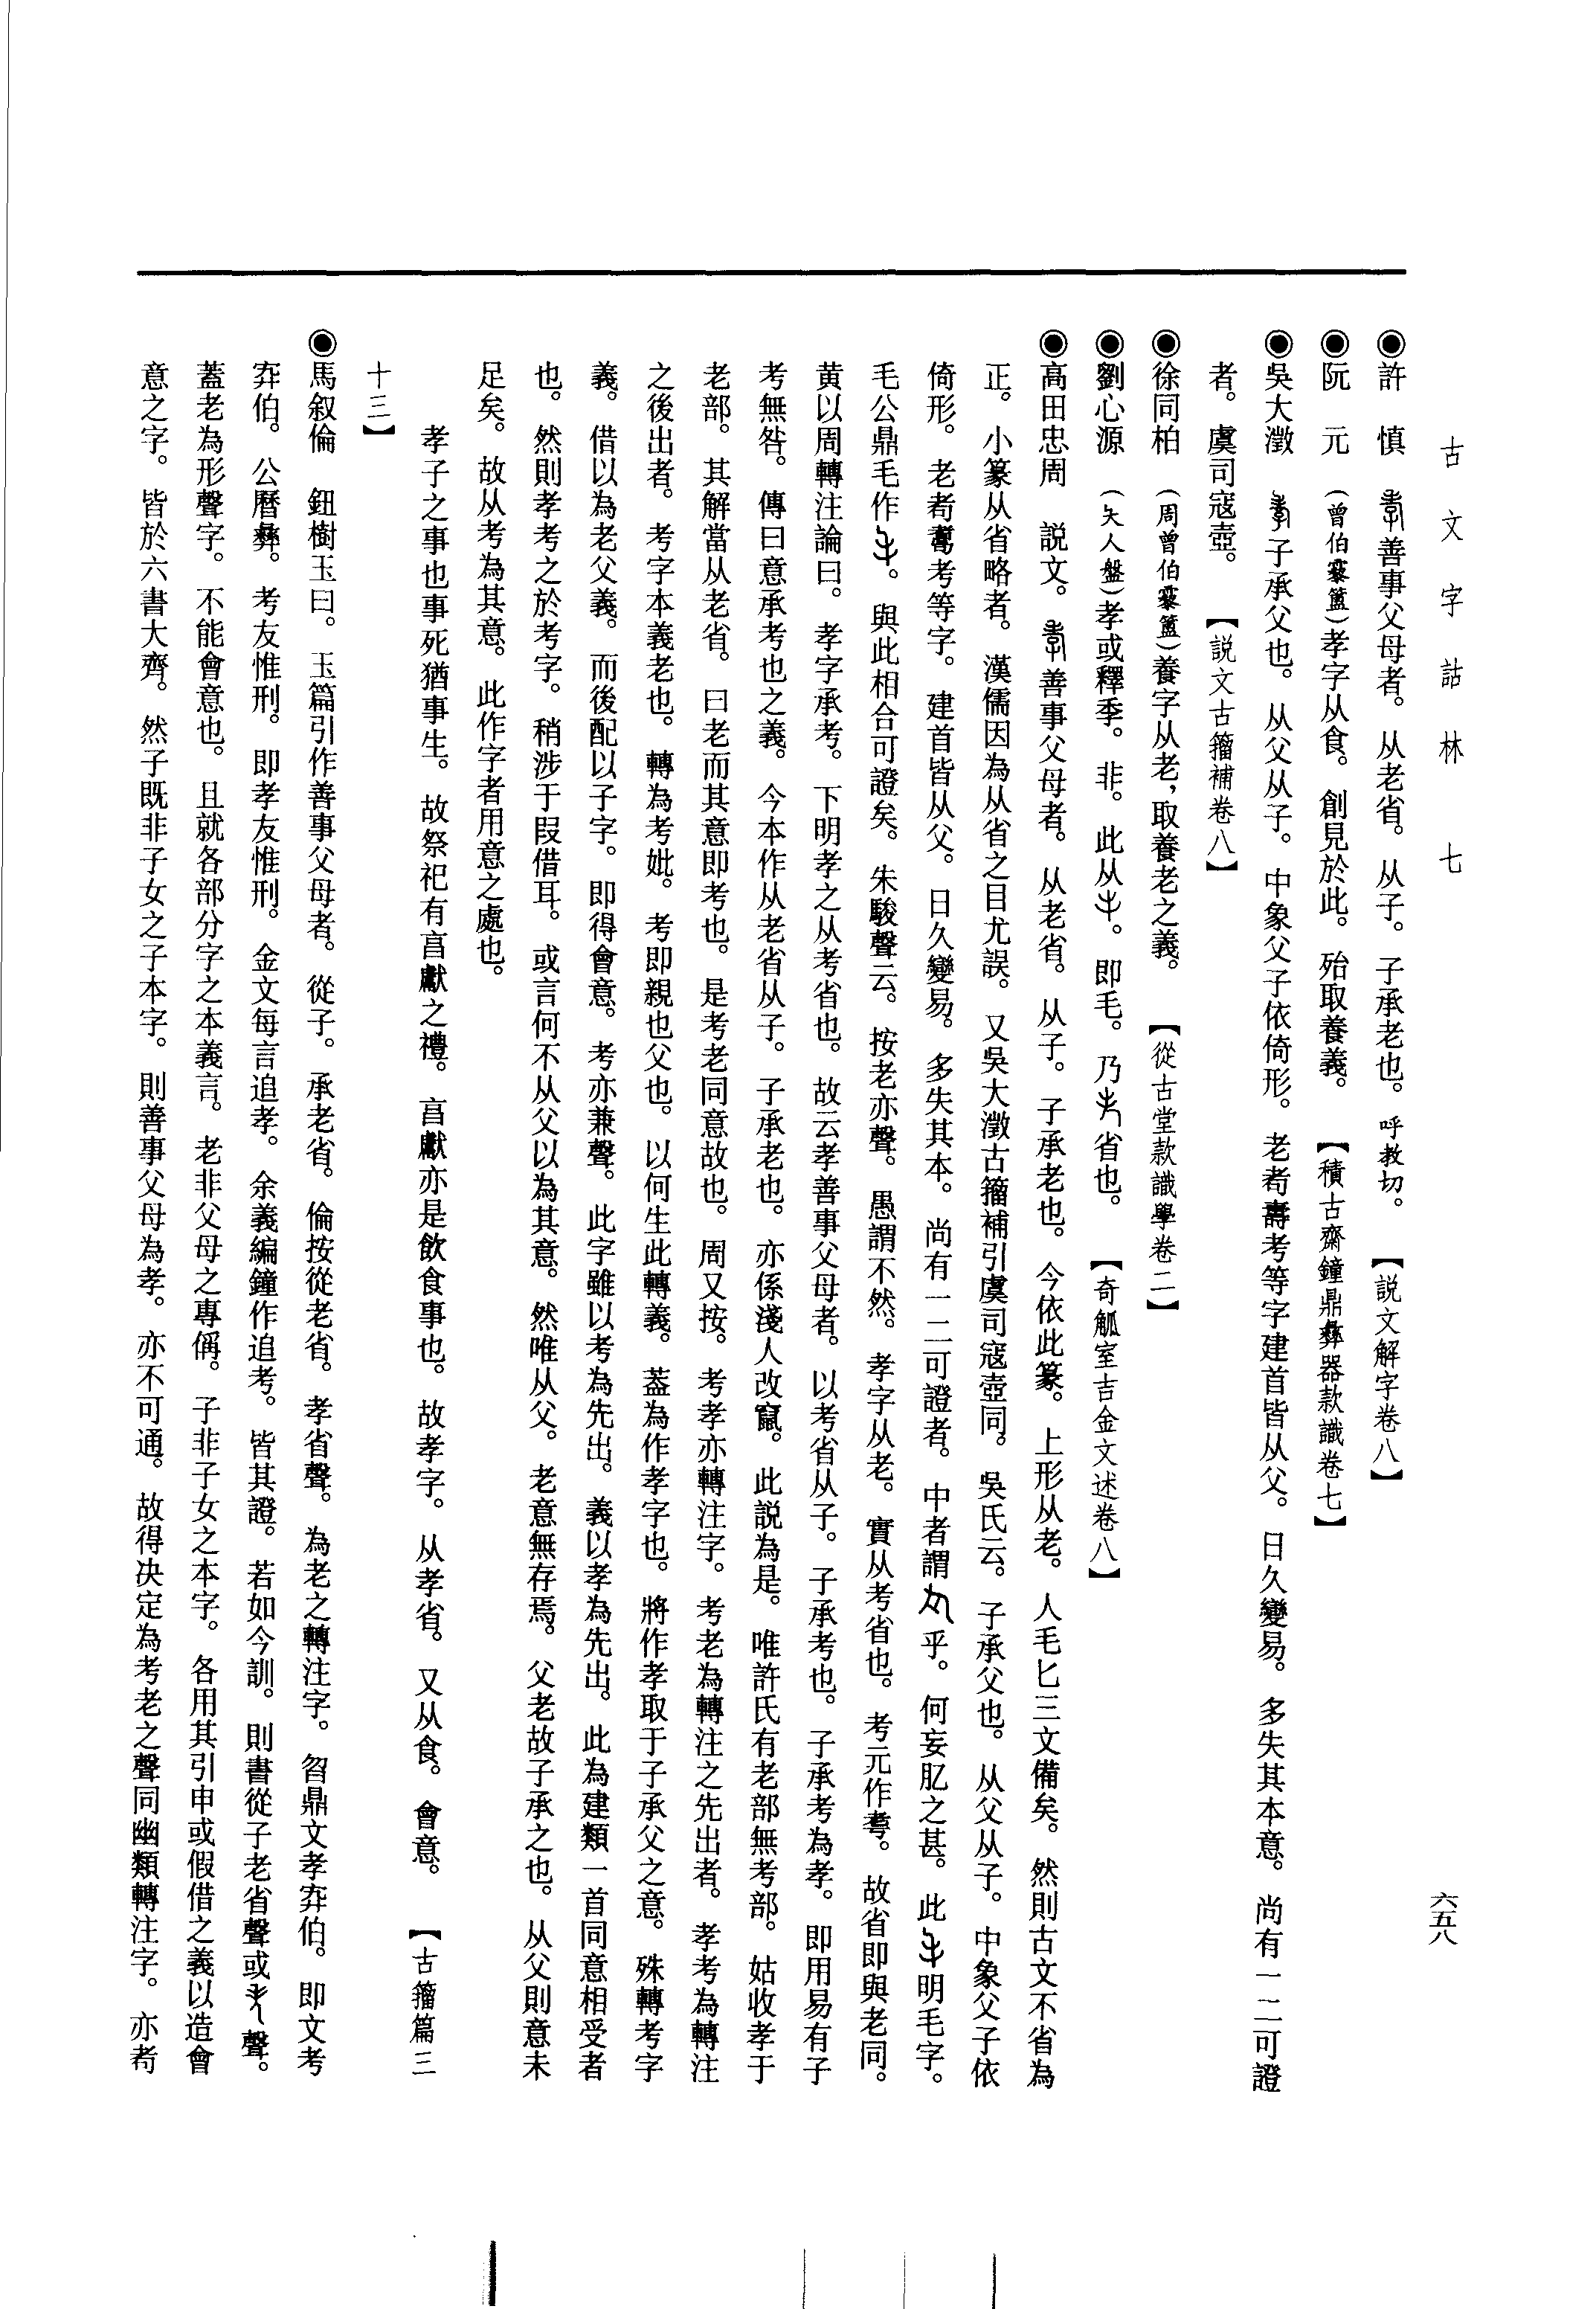 古文字詁林　七
六五八
◉許　慎　善事父母者。从老省。从子。子承老也。呼教切。【説文解字卷八】
◉阮　元　（曾伯霥簠）孝字从食。創見於此。殆取養義。【積古齋鐘鼎彝器款識卷七】
◉吳大澂　子承父也。从父从子。中象父子依倚形。老耇壽考等字建首皆从父。日久變易。多失其本意。尚有一二可證
者。虞司寇壺。【説文古籀補卷八】
◉徐同柏　（周曾伯霥簠）養字从老，取養老之義。【從古堂款識學卷二】
◉劉心源　（夨人盤）孝或釋季。非。此从。即毛。乃省也。【奇觚室吉金文述卷八】
◉高田忠周　説文。善事父母者。从老省。从子。子承老也。今依此篆。上形从老。人毛匕三文備矣。然則古文不省為
正。小篆从省略者。漢儒因為从省之目尤誤。又吳大澂古籀補引虞司寇壺同。吳氏云。子承父也。从父从子。中象父子依
倚形。老耇考等字。建首皆从父。日久變易。多失其本。尚有一二可證者。中者謂乎。何妄肊之甚。此明毛字。
毛公鼎毛作。與此相合可證矣。朱駿聲云。按老亦聲。愚謂不然。孝字从老。實从考省也。考元作。故省即與老同。
黄以周轉注論曰。孝字承考。下明孝之从考省也。故云孝善事父母者。以考省从子。子承考也。子承考為孝。即用易有子
考無咎。傳曰意承考也之義。今本作从老省从子。子承老也。亦係淺人改竄。此説為是。唯許氏有老部無考部。姑收孝于
老部。其解當从老省。曰老而其意即考也。是考老同意故也。周又按。考孝亦轉注字。考老為轉注之先出者。孝考為轉注
之後出者。考字本義老也。轉為考妣。考即親也父也。以何生此轉義。葢為作孝字也。將作孝取于子承父之意。殊轉考字
義。借以為老父義。而後配以子字。即得會意。考亦兼聲。此字雖以考為先出。義以孝為先出。此為建類一首同意相受者
也。然則孝考之於考字。稍涉于叚借耳。或言何不从父以為其意。然唯从父。老意無存焉。父老故子承之也。从父則意未
足矣。故从考為其意。此作字者用意之處也。
孝子之事也事死猶事生。故祭祀有亯獻之禮。亯獻亦是飲食事也。故孝字。从孝省。又从食。會意。【古籀篇三
十三】
◉馬叙倫　鈕樹玉曰。玉篇引作善事父母者。從子。承老省。倫按從老省。孝省聲。為老之轉注字。曶鼎文孝弅伯。即文考
弅伯。公曆彝。考友惟刑。即孝友惟刑。金文每言追孝。余義編鐘作追考。皆其證。若如今訓。則書從子老省聲或聲。
蓋老為形聲字。不能會意也。且就各部分字之本義言。老非父母之專偁。子非子女之本字。各用其引申或假借之義以造會
意之字。皆於六書大齊。然子既非子女之子本字。則善事父母為孝。亦不可通。故得決定為考老之聲同幽類轉注字。亦耇